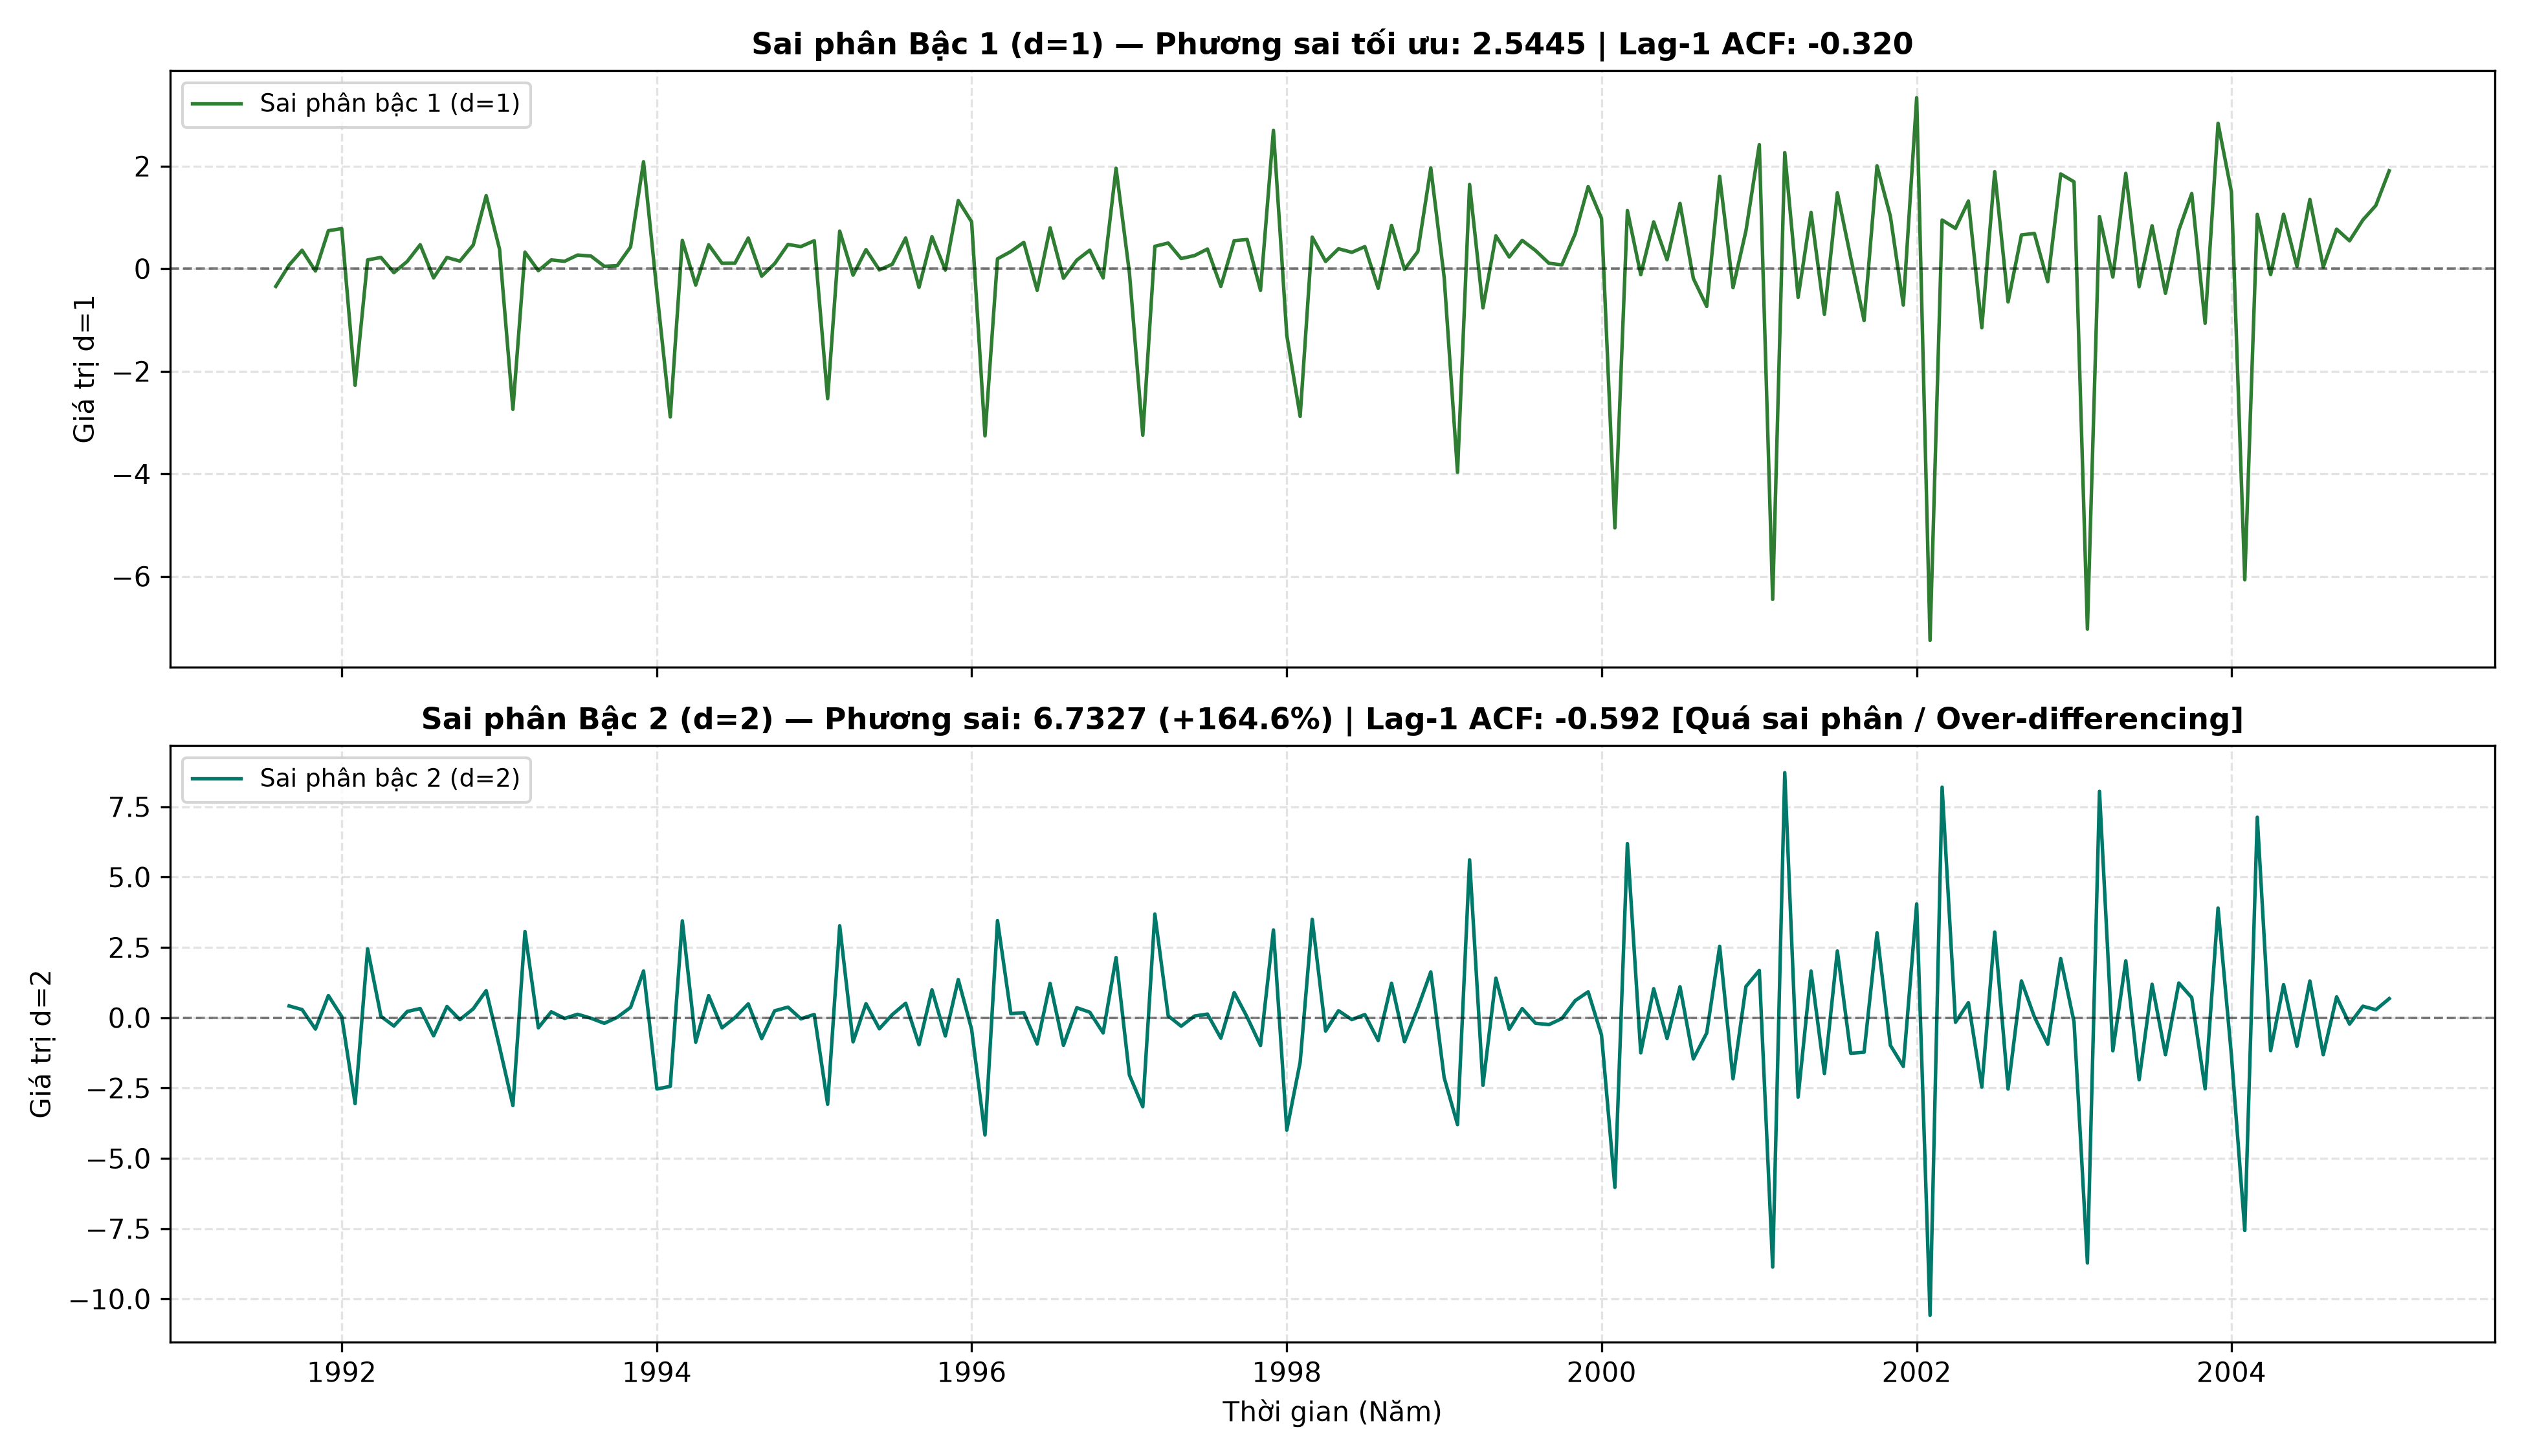 Sai phân Bậc 1 (d=1) — Phương sai tối ưu: 2.5445 | Lag-1 ACF: -0.320
Sai phân bậc 1 (d=1)
Giá trị d=1
2
0
−2
−4
−6
Sai phân Bậc 2 (d=2) — Phương sai: 6.7327 (+164.6%) | Lag-1 ACF: -0.592 [Quá sai phân / Over-differencing]
Sai phân bậc 2 (d=2)
Giá trị d=2
7.5
5.0
2.5
0.0
−2.5
−5.0
−7.5
−10.0
1992 1994 1996 1998 2000 2002 2004
Thời gian (Năm)